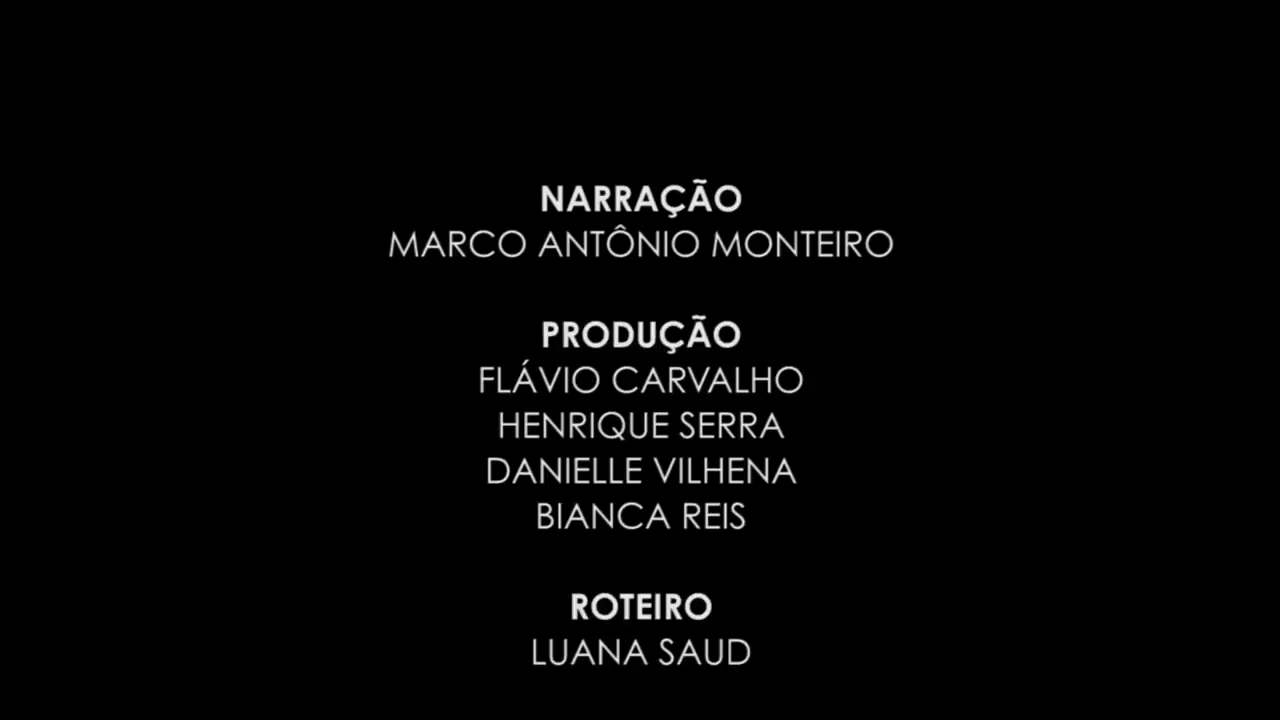 NARRAÇÃO
MARCO ANTÔNIO MONTEIRO
PRODUÇÃO
FLÁVIO CARVALHO
HENRIQUE SERRA
DANIELLE VILHENA
BIANCA REIS
ROTEIRO
LUANA SAUD